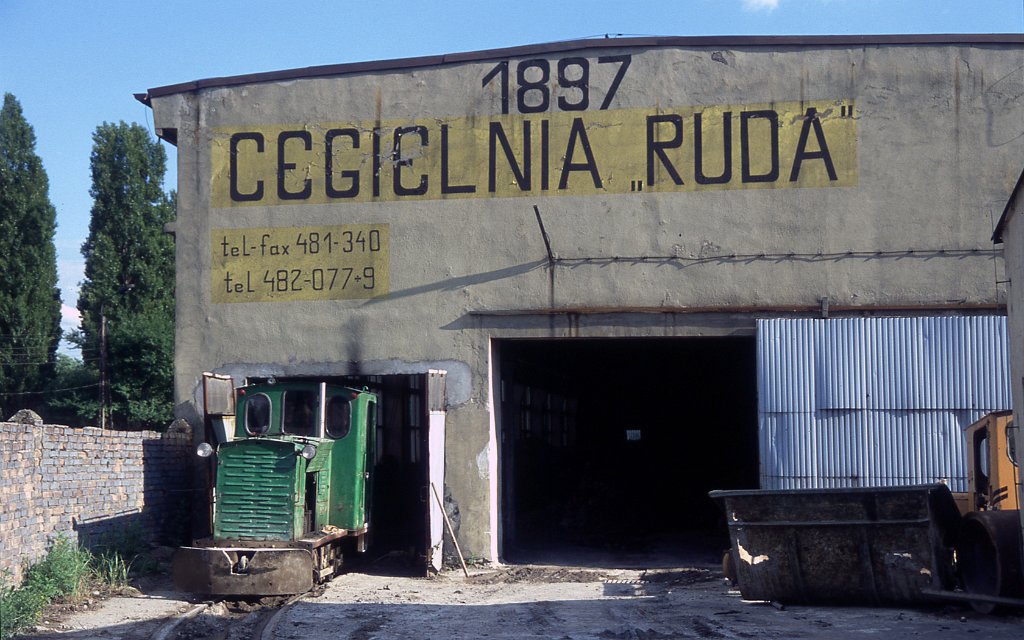 1897
CEGIELNIA „RUDA”
tel-fax 481-340
tel 482-077÷9